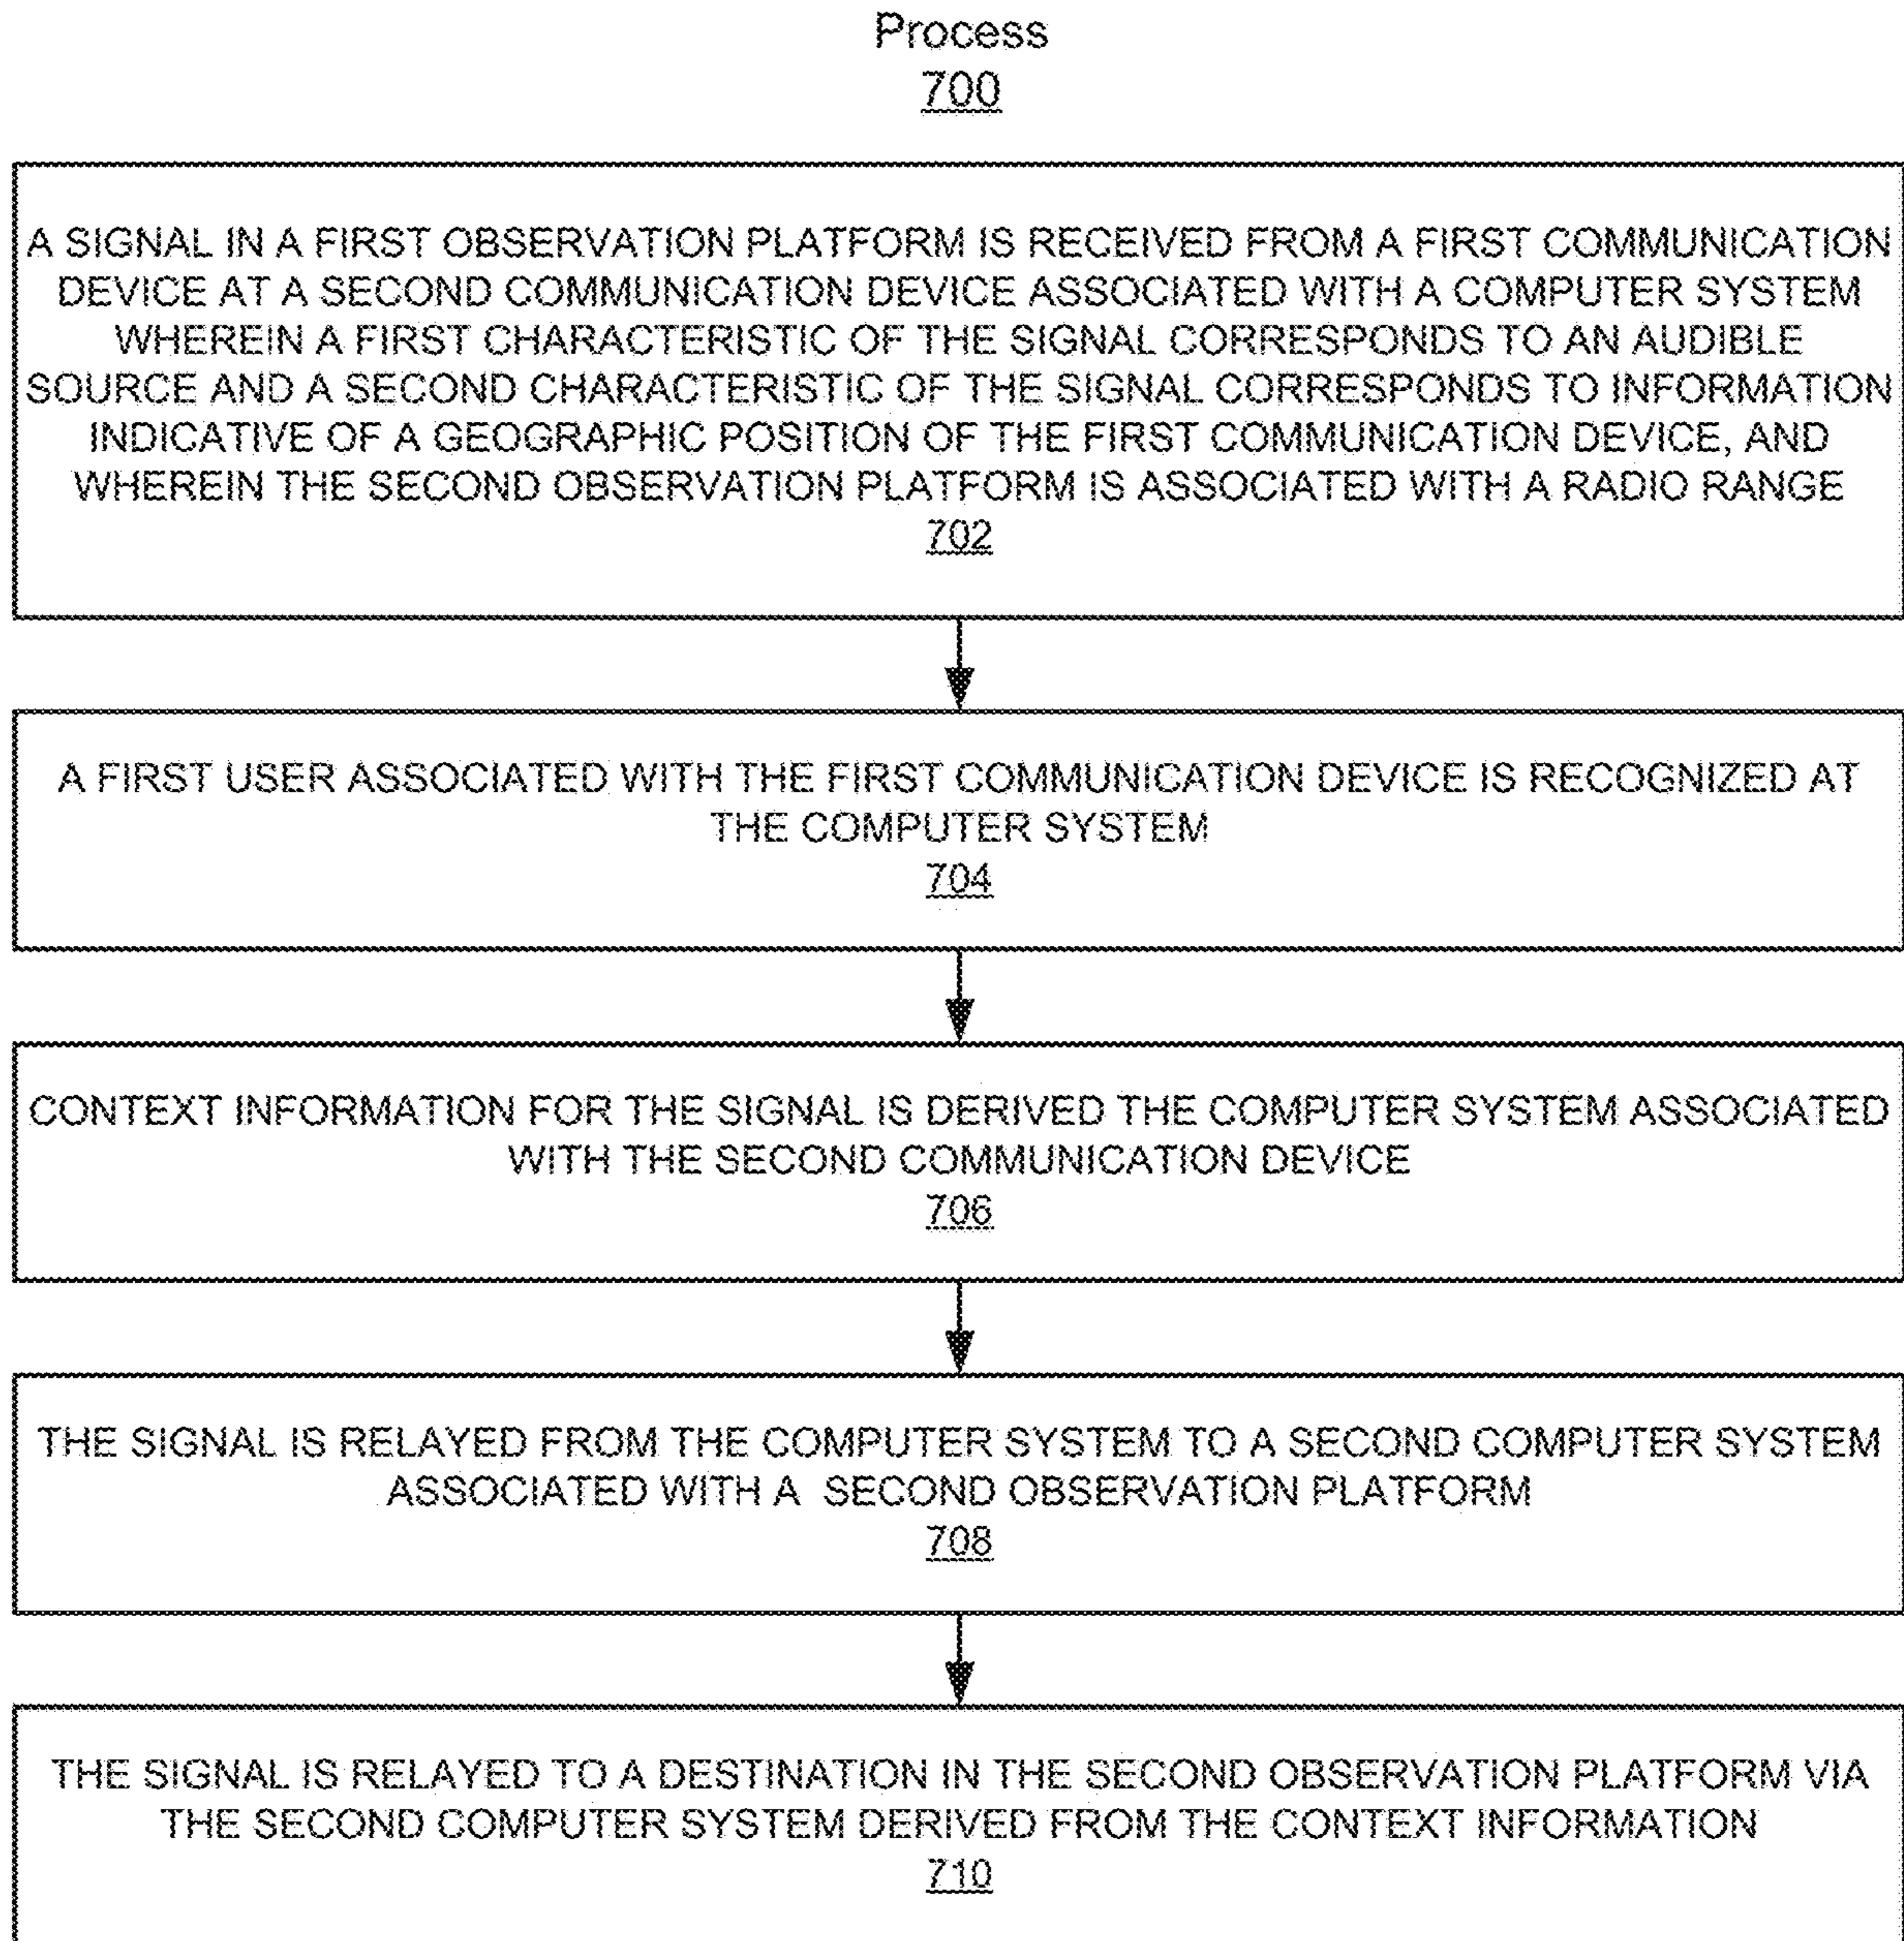 Process
700
A SIGNAL IN A FIRST OBSERVATION PLATFORM IS RECEIVED FROM A FIRST COMMUNICATION
DEVICE AT A SECOND COMMUNICATION DEVICE ASSOCIATED WITH A COMPUTER SYSTEM
WHEREIN A FIRST CHARACTERISTIC OF THE SIGNAL CORRESPONDS TO AN AUDIBLE
SOURCE AND A SECOND CHARACTERISTIC OF THE SIGNAL CORRESPONDS TO INFORMATION
INDICATIVE OF A GEOGRAPHIC POSITION OF THE FIRST COMMUNICATION DEVICE, AND
WHEREIN THE SECOND OBSERVATION PLATFORM IS ASSOCIATED WITH A RADIO RANGE
702
A FIRST USER ASSOCIATED WITH THE FIRST COMMUNICATION DEVICE IS RECOGNIZED AT
THE COMPUTER SYSTEM
704
CONTEXT INFORMATION FOR THE SIGNAL IS DERIVED THE COMPUTER SYSTEM ASSOCIATED
WITH THE SECOND COMMUNICATION DEVICE
706
THE SIGNAL IS RELAYED FROM THE COMPUTER SYSTEM TO A SECOND COMPUTER SYSTEM
ASSOCIATED WITH A SECOND OBSERVATION PLATFORM
708
THE SIGNAL IS RELAYED TO A DESTINATION IN THE SECOND OBSERVATION PLATFORM VIA
THE SECOND COMPUTER SYSTEM DERIVED FROM THE CONTEXT INFORMATION
710